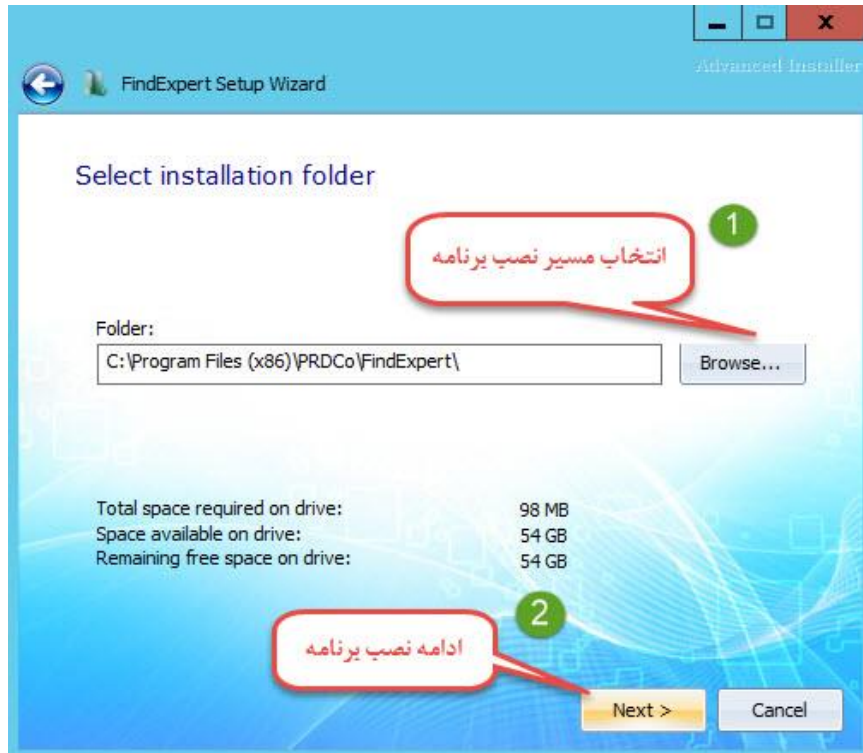 Advanced Installer
FindExpert Setup Wizard
Select installation folder
1
انتخاب مسیر نصب برنامه
Folder:
C:\Program Files (x86)\PRDCo\FindExpert\
Browse...
Total space required on drive: 98 MB
Space available on drive: 54 GB
Remaining free space on drive: 54 GB
2
ادامه نصب برنامه
Next >
Cancel